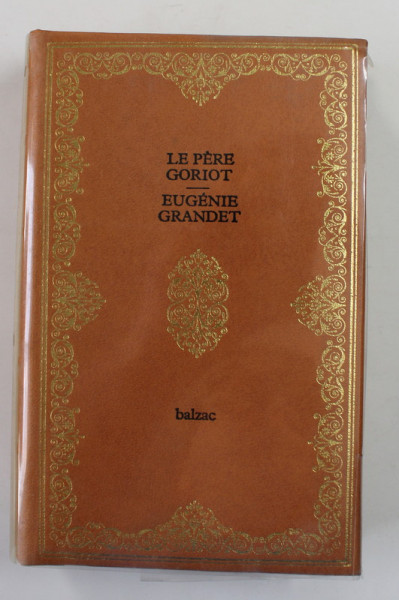 LE PÈRE
GORIOT
EUGÉNIE
GRANDET
balzac